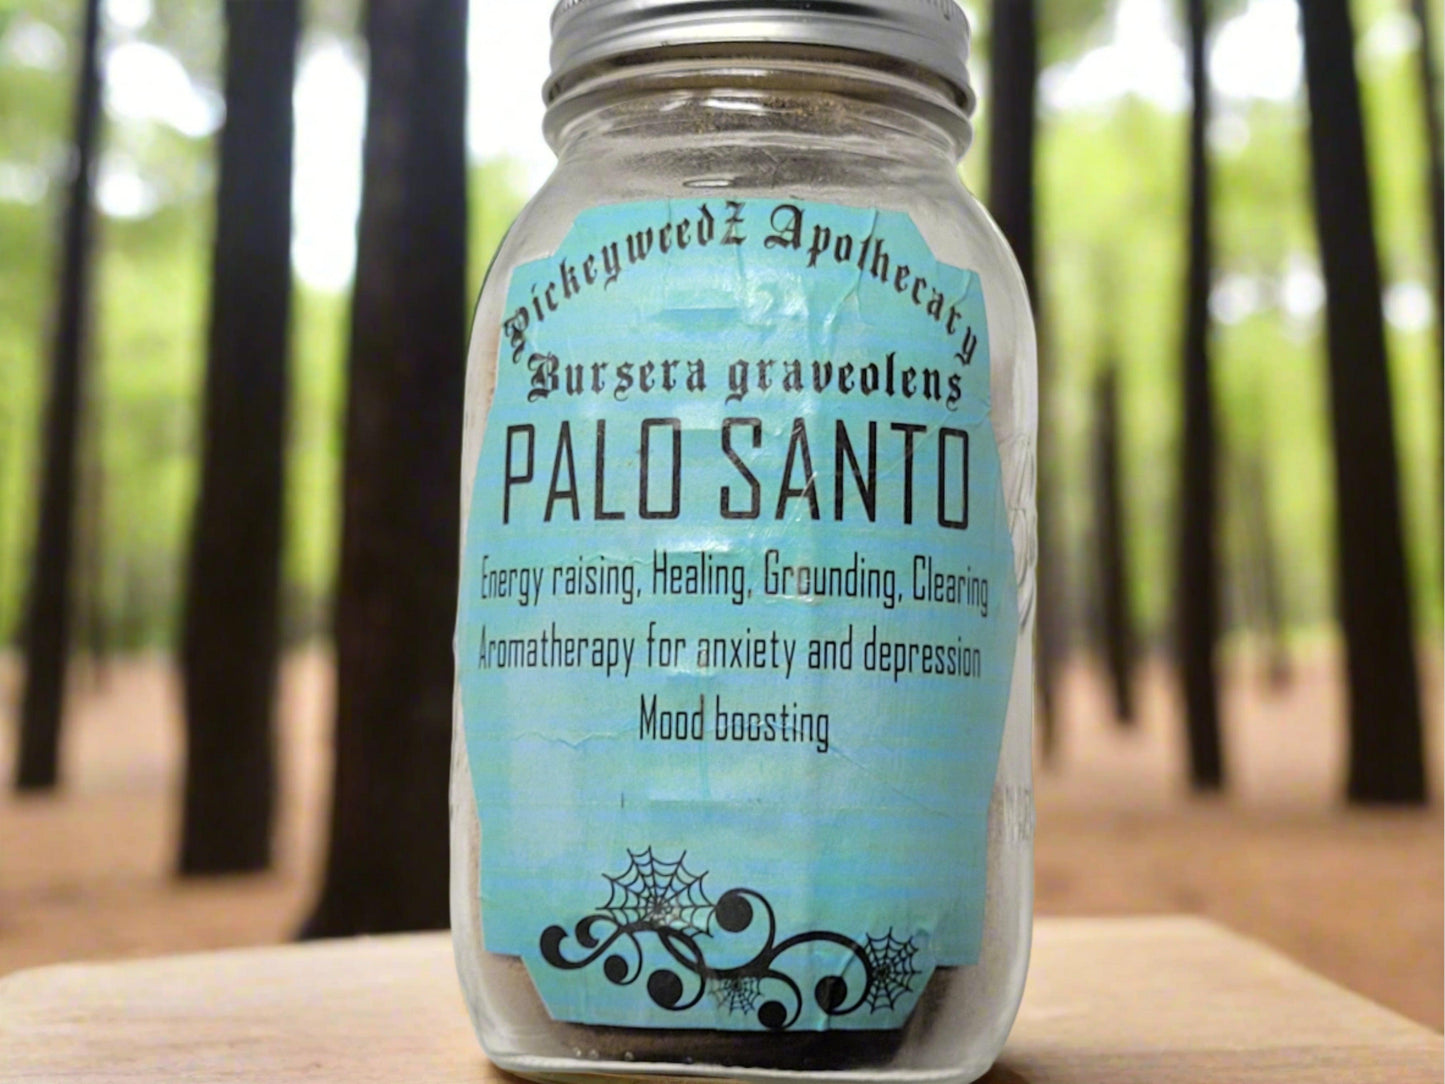 PickeyweedZ Apothecary
Bursera graveolens
PALO SANTO
Energy raising, Healing, Grounding, Clearing
Aromatherapy for anxiety and depression
Mood boosting